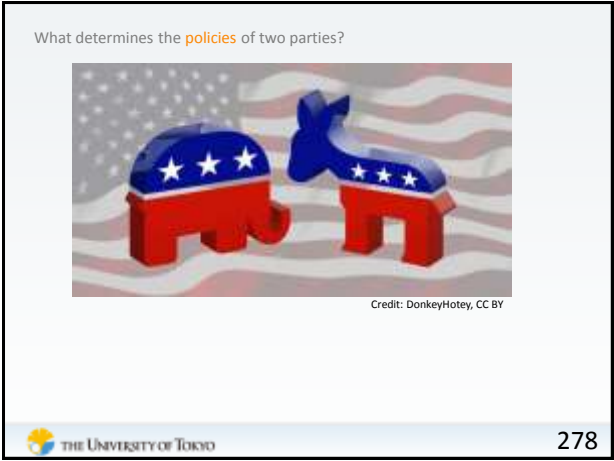 What determines the policies of two parties?
Credit: DonkeyHotey, CC BY
THE UNIVERSITY OF TOKYO
278